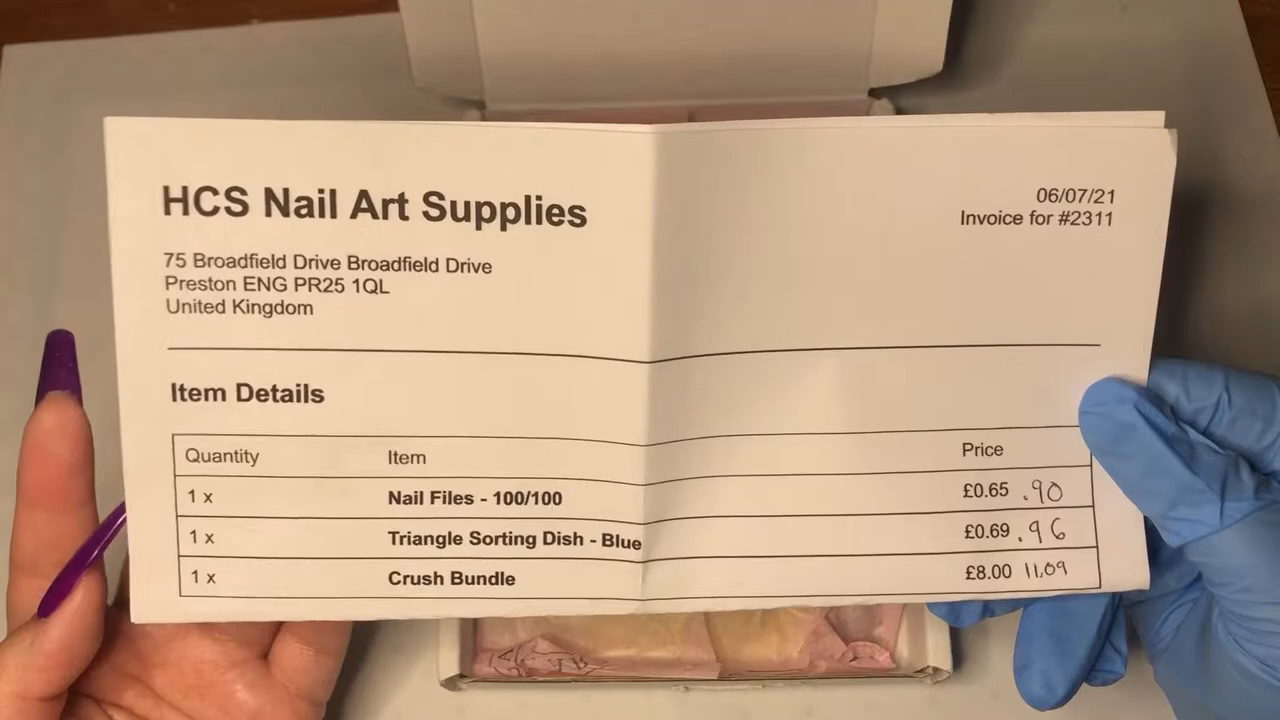 HCS Nail Art Supplies
06/07/21
Invoice for #2311
75 Broadfield Drive Broadfield Drive
Preston ENG PR25 1QL
United Kingdom
Item Details
Quantity Item Price
1 x Nail Files - 100/100 £0.65 .90
1 x Triangle Sorting Dish - Blue £0.69 .96
1 x Crush Bundle £8.00 11.09